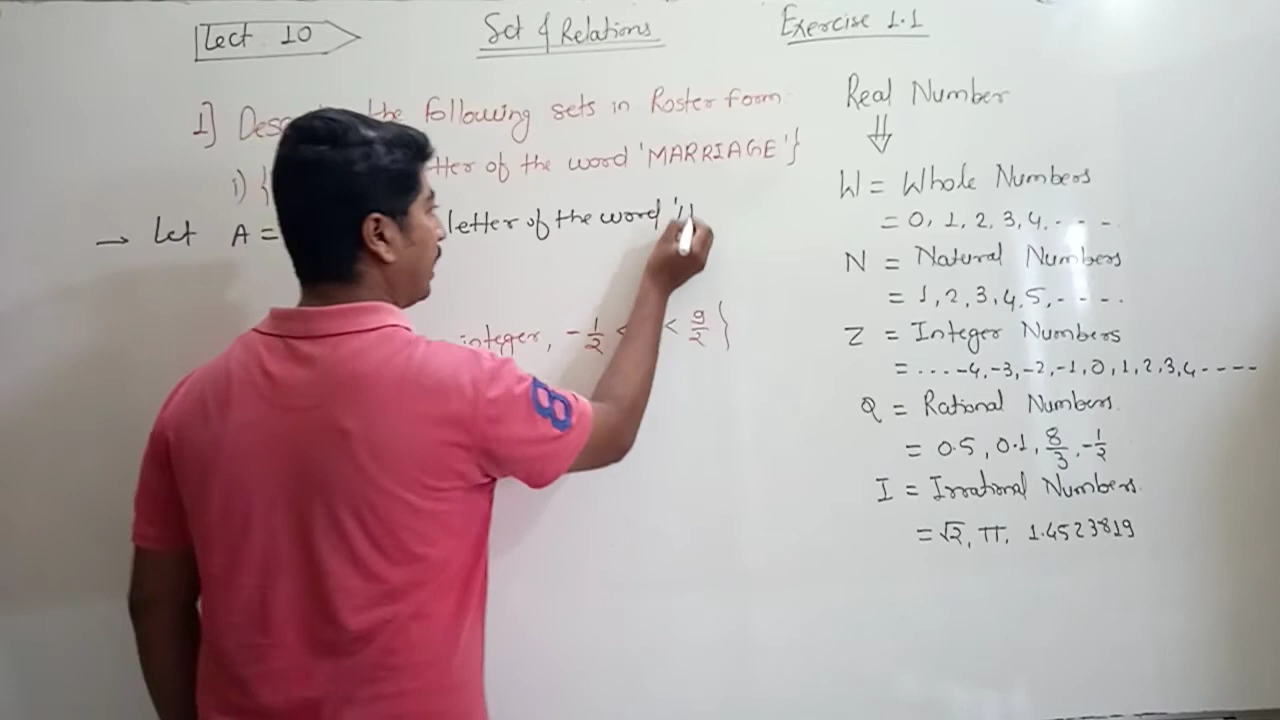 Lect 10
Set & Relations
Exercise 1.1
1] the following sets in Roster form
i) { of the word 'MARRIAGE'}
→ Let A = letter of the word '
integer, -1/2 < < 9/2 }
Real Number
⇓
W = Whole Numbers
= 0, 1, 2, 3, 4, - - -
N = Natural Numbers
= 1, 2, 3, 4, 5, - - - .
Z = Integer Numbers
= ....-4, -3, -2, -1, 0, 1, 2, 3, 4 - - - -
Q = Rational Numbers
= 0.5, 0.1, 8/3, -1/2
I = Irrational Numbers
= √2, π, 1.4523819
8